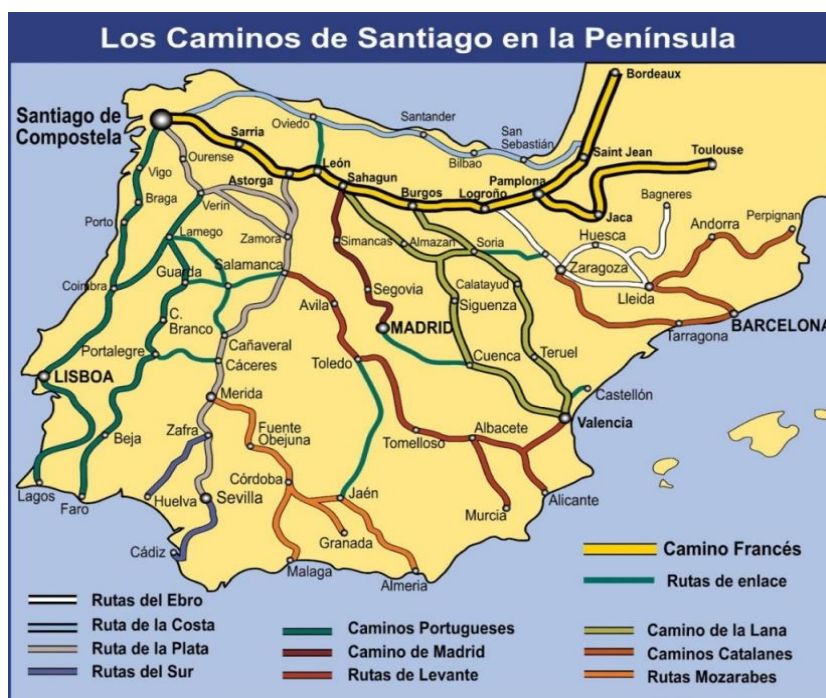 Los Caminos de Santiago en la Península
Bordeaux
Santiago de
Compostela
Oviedo
Santander
San
Sebastián
Bilbao
Saint Jean
Toulouse
Sarria
Ourense
Vigo
Astorga
León
Sahagun
Burgos
Logroño
Pamplona
Jaca
Bagneres
Braga
Verín
Porto
Lamego
Zamora
Simancas
Almazan
Soria
Huesca
Andorra
Perpignan
Coimbra
Guarda
Salamanca
Zaragoza
Lleida
Segovia
Calatayud
Siguenza
Avila
C.
Branco
MADRID
BARCELONA
Tarragona
Cañaveral
Portalegre
Cáceres
Toledo
Cuenca
Teruel
LISBOA
Castellón
Merida
Valencia
Beja
Zafra
Fuente
Obejuna
Tomelloso
Albacete
Córdoba
Lagos
Faro
Huelva
Sevilla
Jaén
Murcia
Alicante
Cádiz
Granada
Malaga
Almeria
Camino Francés
Rutas de enlace
Rutas del Ebro
Ruta de la Costa
Ruta de la Plata
Rutas del Sur
Caminos Portugueses
Camino de Madrid
Rutas de Levante
Camino de la Lana
Caminos Catalanes
Rutas Mozarabes